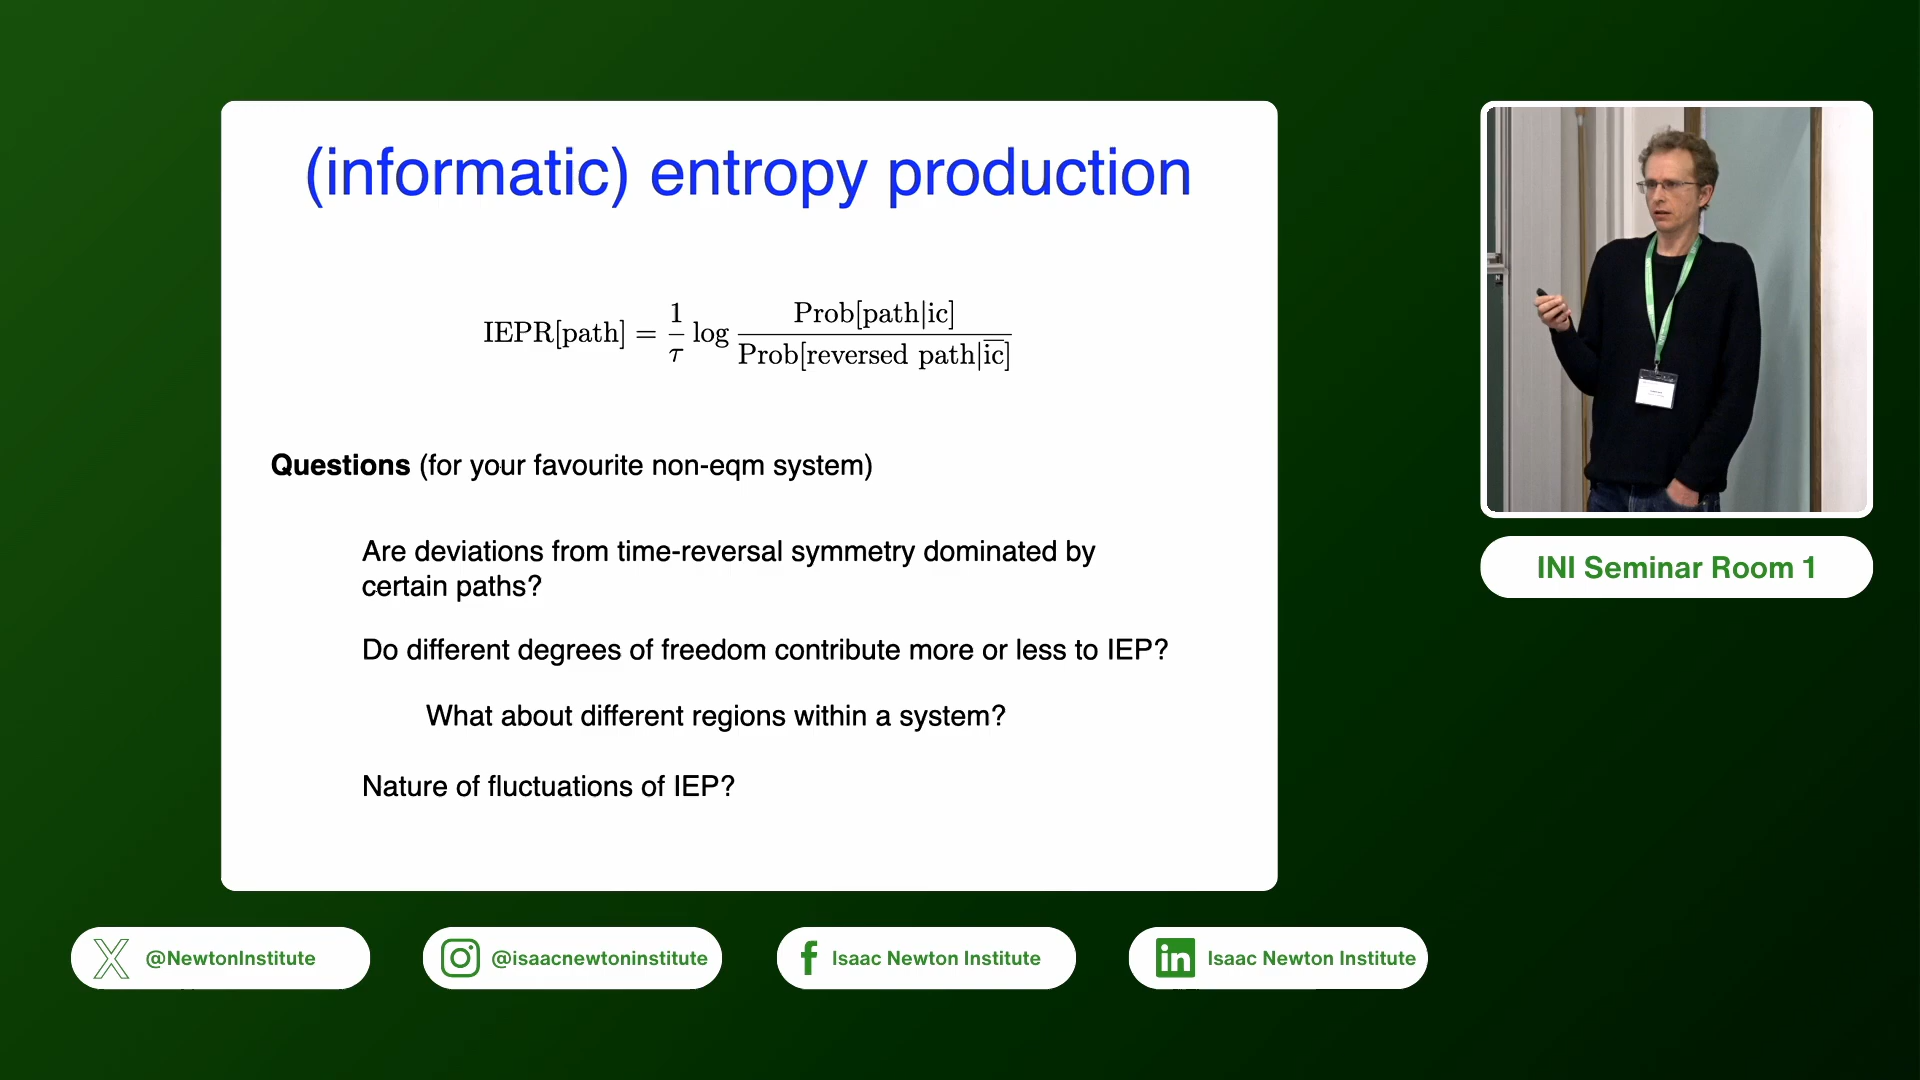 (informatic) entropy production
IEPR[path] = 1/τ log Prob[path|ic] / Prob[reversed path|i̅c̅]
Questions (for your favourite non-eqm system)
Are deviations from time-reversal symmetry dominated by
certain paths?
Do different degrees of freedom contribute more or less to IEP?
What about different regions within a system?
Nature of fluctuations of IEP?
INI Seminar Room 1
@NewtonInstitute
@isaacnewtoninstitute
Isaac Newton Institute
Isaac Newton Institute